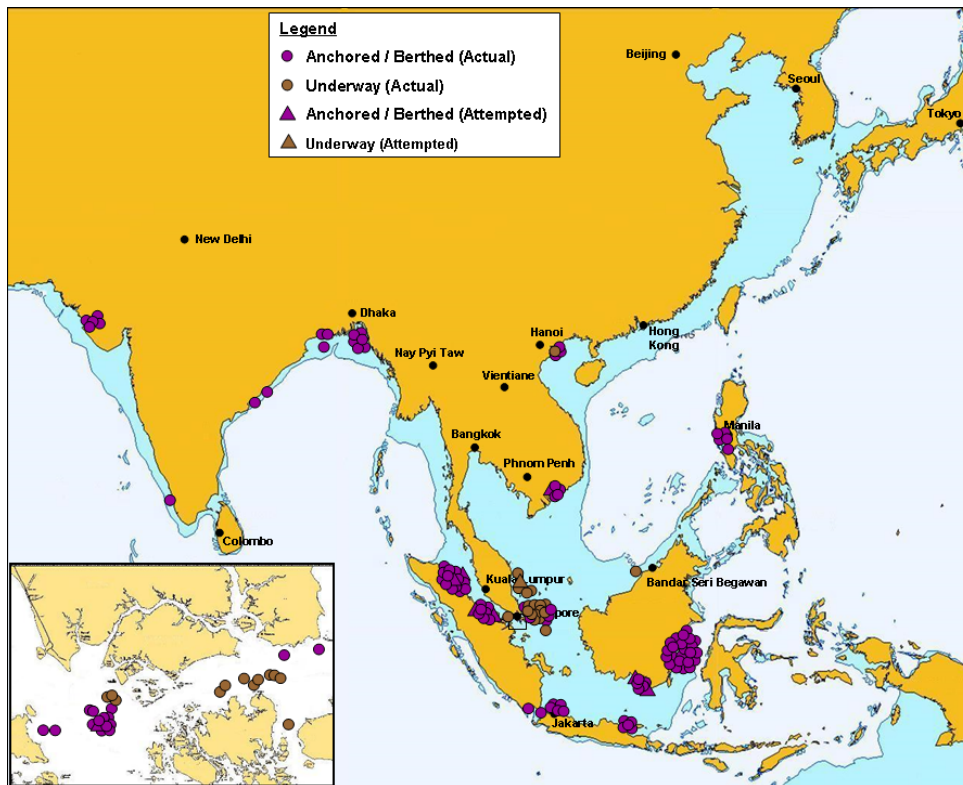 Legend
Anchored / Berthed (Actual)
Underway (Actual)
Anchored / Berthed (Attempted)
Underway (Attempted)
Beijing
Seoul
Tokyo
New Delhi
Dhaka
Hanoi
Hong
Kong
Nay Pyi Taw
Vientiane
Manila
Bangkok
Phnom Penh
Colombo
Kuala Lumpur
Bandar Seri Begawan
pore
Jakarta